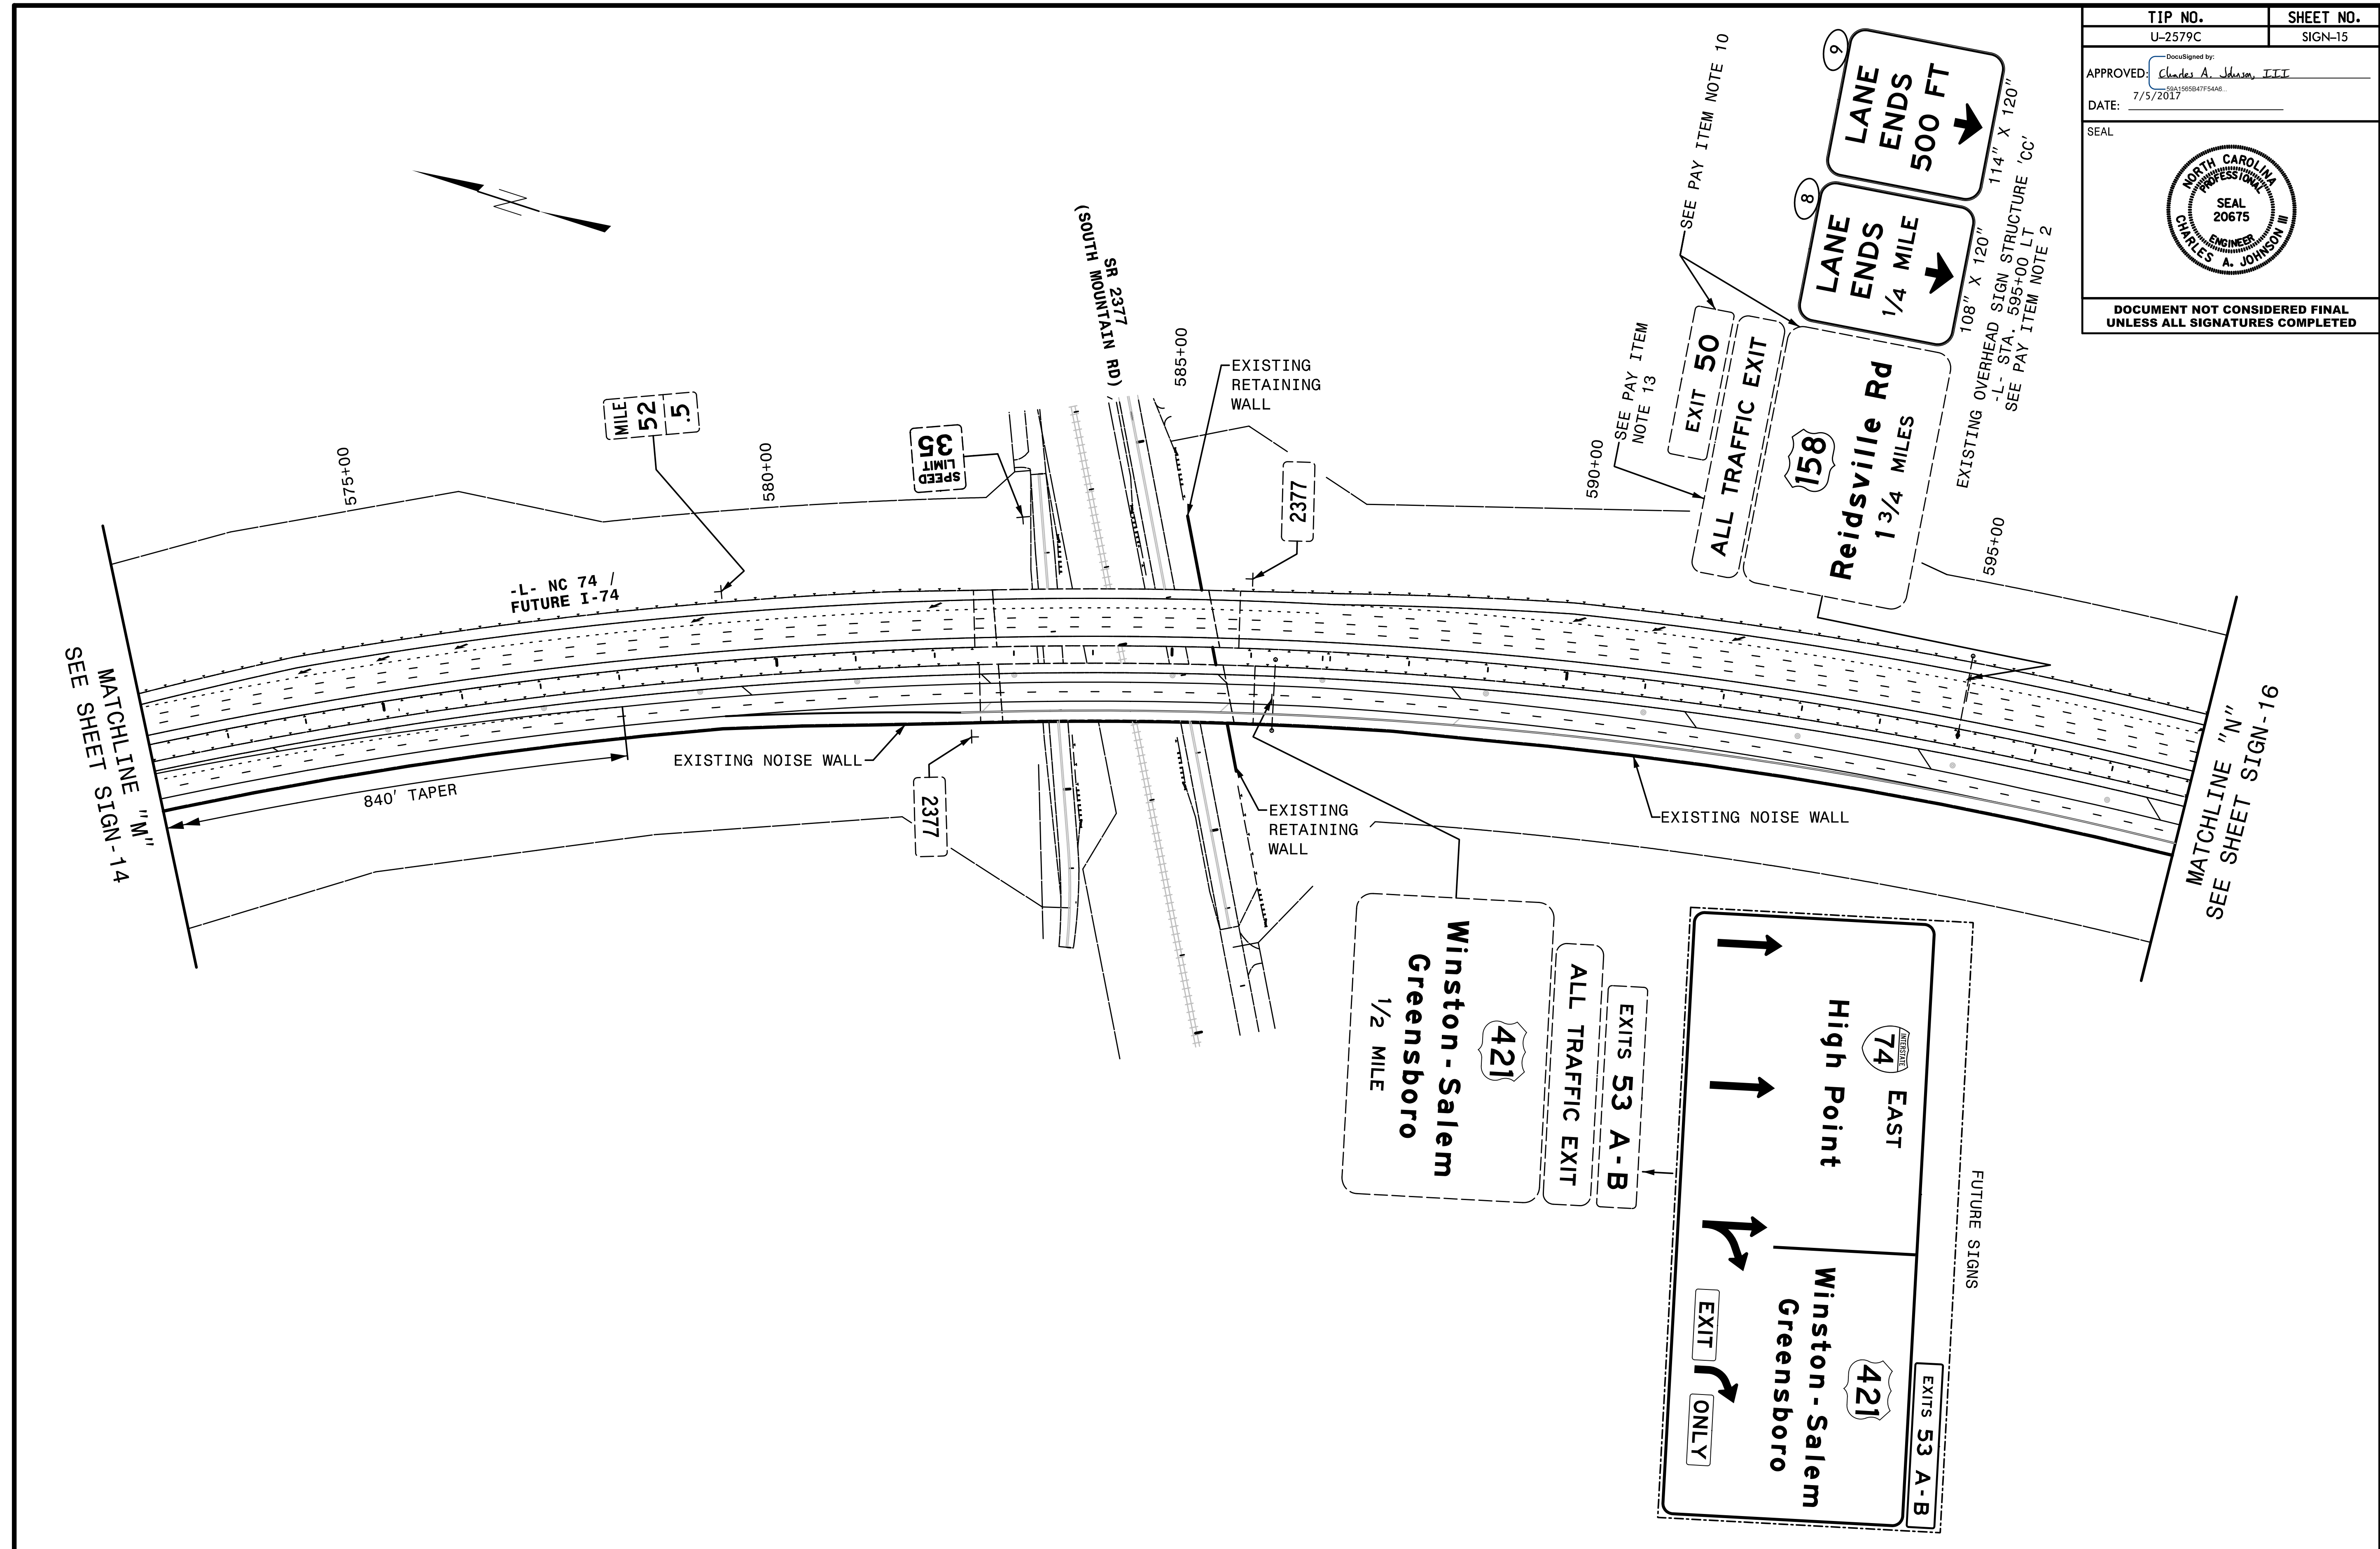 TIP NO.
SHEET NO.
U-2579C
SIGN-15
DocuSigned by:
APPROVED: Charles A. Johnson, III
59A1565B47F54A6...
DATE: 7/5/2017
SEAL
NORTH CAROLINA
PROFESSIONAL
SEAL
20675
ENGINEER
CHARLES A. JOHNSON III
DOCUMENT NOT CONSIDERED FINAL
UNLESS ALL SIGNATURES COMPLETED
9
LANE
ENDS
500 FT
114" X 120"
8
LANE
ENDS
1/4 MILE
108" X 120"
EXISTING OVERHEAD SIGN STRUCTURE 'CC'
-L- STA. 595+00 LT
SEE PAY ITEM NOTE 2
SEE PAY ITEM NOTE 10
SEE PAY ITEM
NOTE 13
EXIT 50
ALL TRAFFIC EXIT
158
Reidsville Rd
1 3/4 MILES
SR 2377
(SOUTH MOUNTAIN RD)
575+00
580+00
585+00
590+00
595+00
MILE
52
.5
SPEED
LIMIT
35
EXISTING
RETAINING
WALL
2377
-L- NC 74 /
FUTURE I-74
MATCHLINE "M"
SEE SHEET SIGN-14
840' TAPER
EXISTING NOISE WALL
2377
EXISTING
RETAINING
WALL
EXISTING NOISE WALL
MATCHLINE "N"
SEE SHEET SIGN-16
EXITS 53 A-B
ALL TRAFFIC EXIT
421
Winston-Salem
Greensboro
1/2 MILE
FUTURE SIGNS
EXITS 53 A-B
INTERSTATE
74
EAST
High Point
421
Winston-Salem
Greensboro
EXIT
ONLY